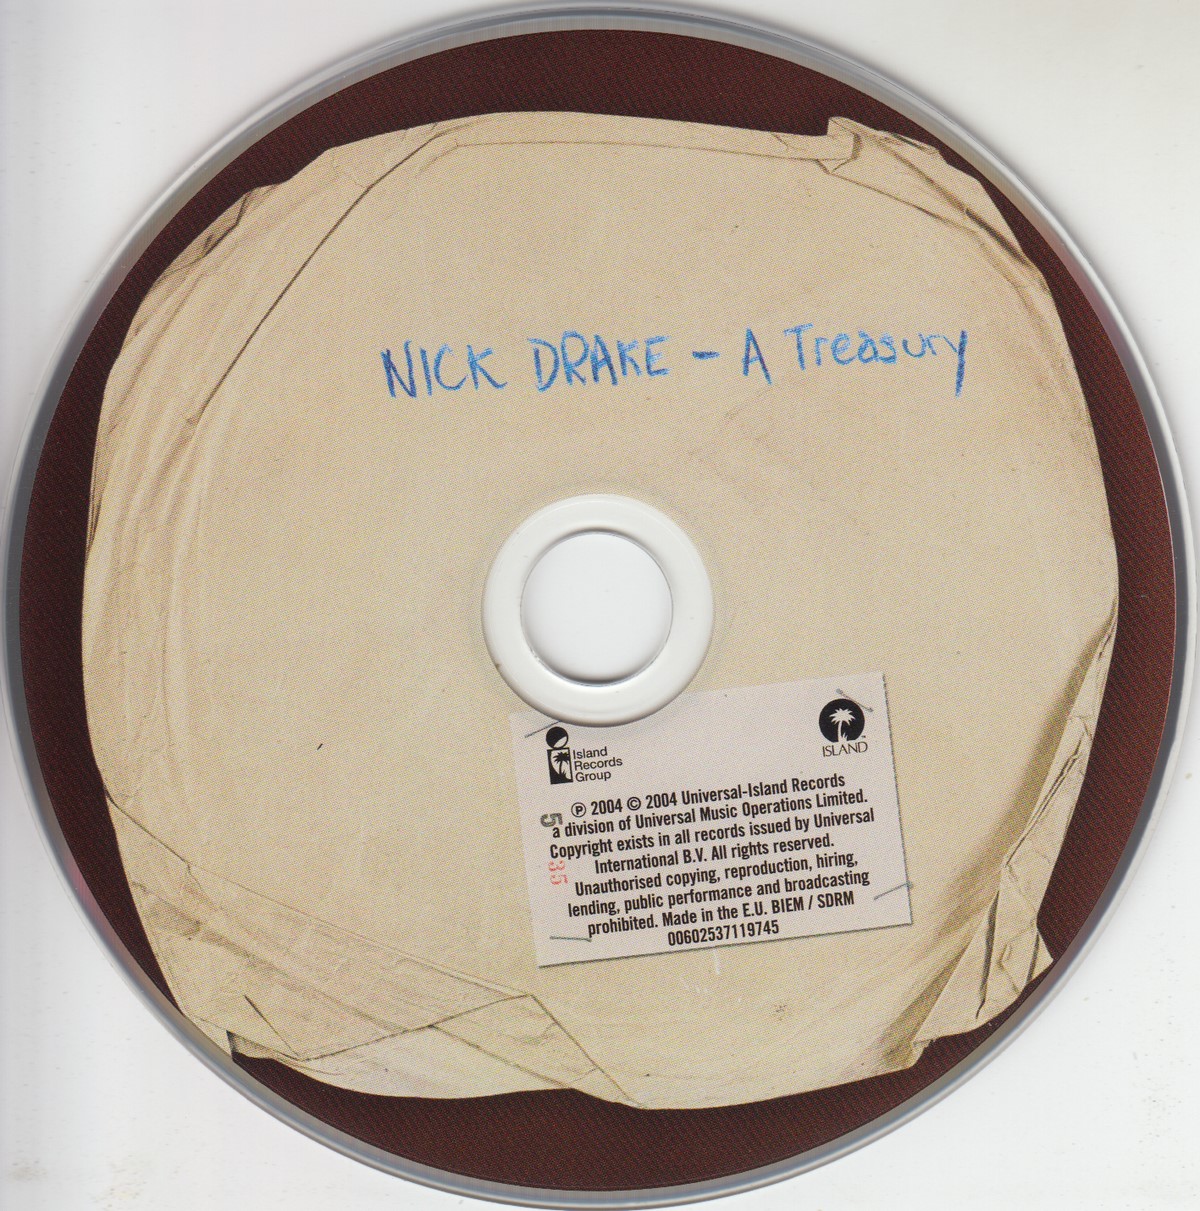 NICK DRAKE - A Treasury
Island
Records
Group
ISLAND
℗ 2004 © 2004 Universal-Island Records
a division of Universal Music Operations Limited.
Copyright exists in all records issued by Universal
International B.V. All rights reserved.
Unauthorised copying, reproduction, hiring,
lending, public performance and broadcasting
prohibited. Made in the E.U. BIEM / SDRM
00602537119745
5
35